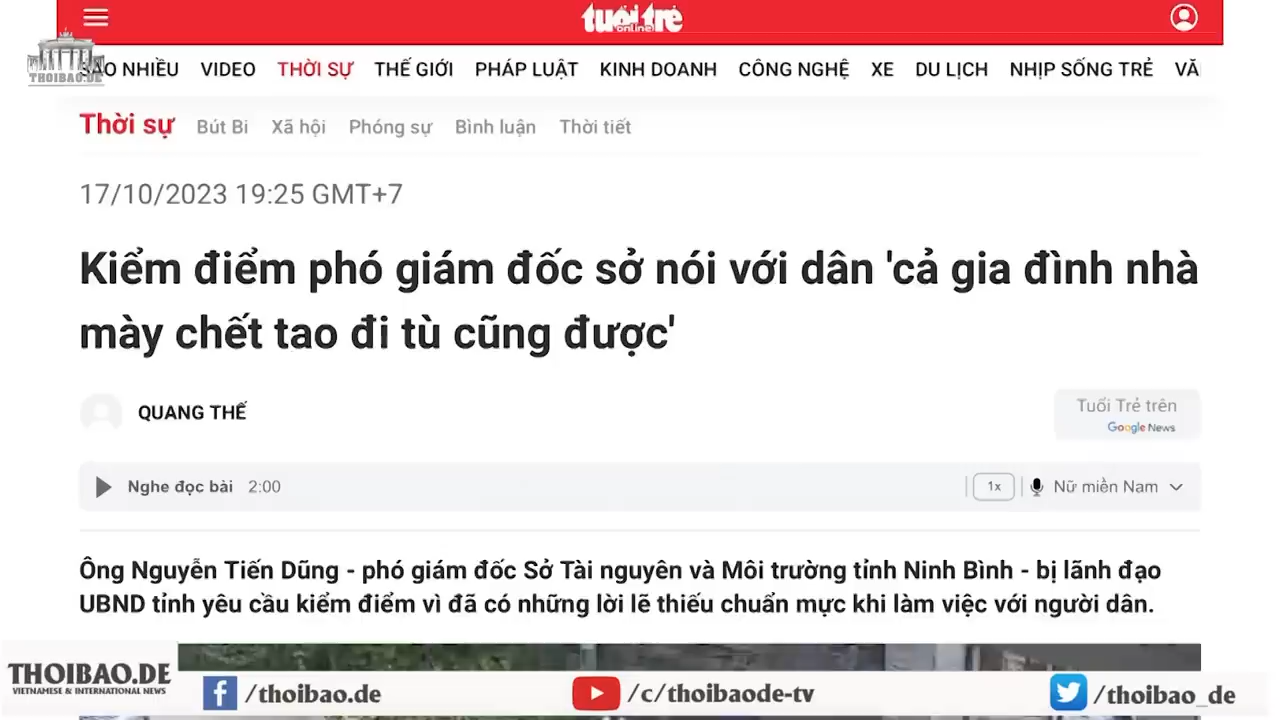 tuổi trẻ
online
THOIBAO.DE
ÁO NHIỀU VIDEO THỜI SỰ THẾ GIỚI PHÁP LUẬT KINH DOANH CÔNG NGHỆ XE DU LỊCH NHỊP SỐNG TRẺ VĂ
Thời sự Bút Bi Xã hội Phóng sự Bình luận Thời tiết
17/10/2023 19:25 GMT+7
Kiểm điểm phó giám đốc sở nói với dân 'cả gia đình nhà
mày chết tao đi tù cũng được'
QUANG THẾ
Tuổi Trẻ trên
Google News
Nghe đọc bài 2:00 1x Nữ miền Nam
Ông Nguyễn Tiến Dũng - phó giám đốc Sở Tài nguyên và Môi trường tỉnh Ninh Bình - bị lãnh đạo
UBND tỉnh yêu cầu kiểm điểm vì đã có những lời lẽ thiếu chuẩn mực khi làm việc với người dân.
THOIBAO.DE
VIETNAMESE & INTERNATIONAL NEWS
/thoibao.de /c/thoibaode-tv /thoibao_de